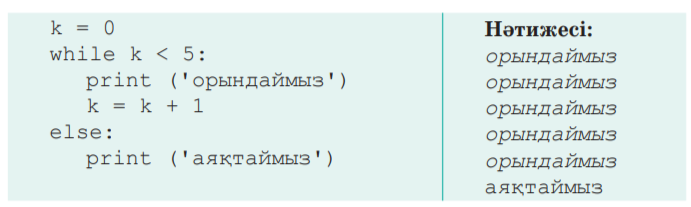 k = 0
while k < 5:
print ('орындаймыз')
k = k + 1
else:
print ('аяқтаймыз')
Нәтижесі:
орындаймыз
орындаймыз
орындаймыз
орындаймыз
орындаймыз
аяқтаймыз